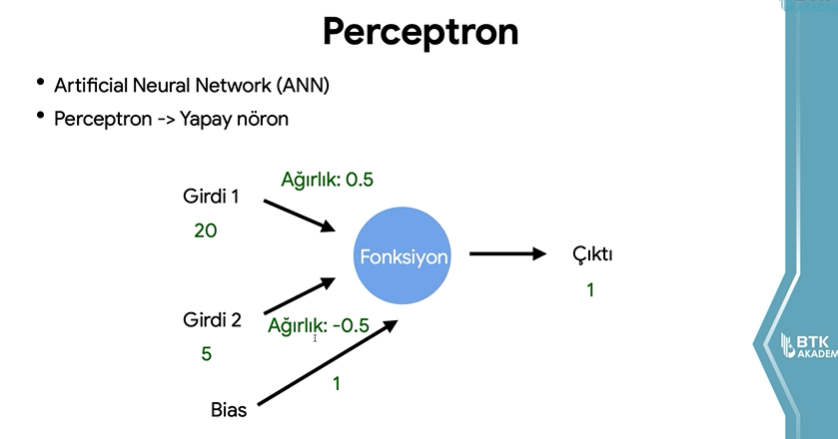 Perceptron
• Artificial Neural Network (ANN)
• Perceptron -> Yapay nöron
Ağırlık: 0.5
Girdi 1
20
Fonksiyon
Çıktı
1
Girdi 2
Ağırlık: -0.5
5
1
Bias
BTK